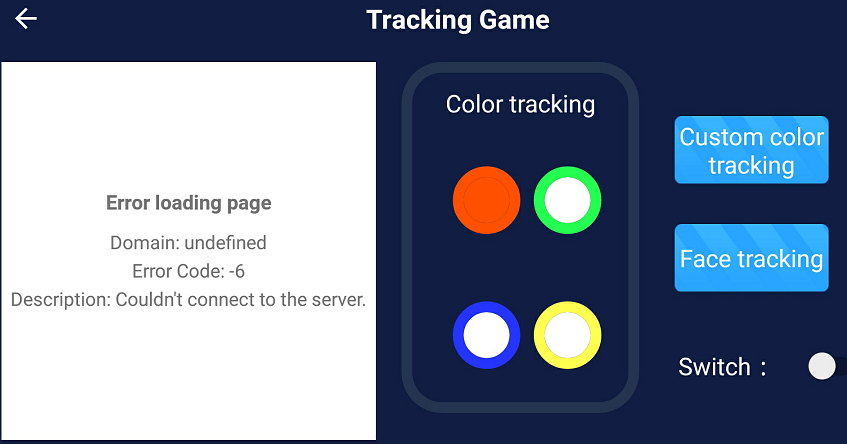 Tracking Game
Error loading page
Domain: undefined
Error Code: -6
Description: Couldn't connect to the server.
Color tracking
Custom color
tracking
Face tracking
Switch：